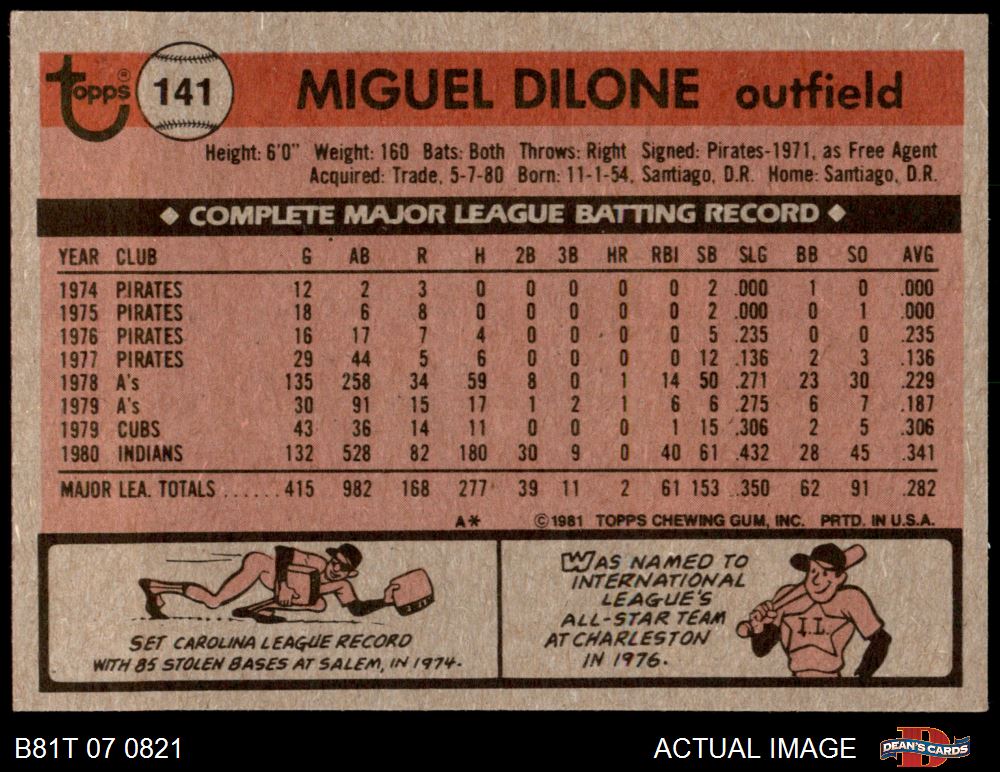 topps® 141 MIGUEL DILONE outfield
Height: 6'0" Weight: 160 Bats: Both Throws: Right Signed: Pirates-1971, as Free Agent
Acquired: Trade, 5-7-80 Born: 11-1-54, Santiago, D.R. Home: Santiago, D.R.
◆ COMPLETE MAJOR LEAGUE BATTING RECORD ◆
YEAR CLUB G AB R H 2B 3B HR RBI SB SLG BB SO AVG
1974 PIRATES 12 2 3 0 0 0 0 0 2 .000 1 0 .000
1975 PIRATES 18 6 8 0 0 0 0 0 2 .000 0 1 .000
1976 PIRATES 16 17 7 4 0 0 0 0 5 .235 0 0 .235
1977 PIRATES 29 44 5 6 0 0 0 0 12 .136 2 3 .136
1978 A's 135 258 34 59 8 0 1 14 50 .271 23 30 .229
1979 A's 30 91 15 17 1 2 1 6 6 .275 6 7 .187
1979 CUBS 43 36 14 11 0 0 0 1 15 .306 2 5 .306
1980 INDIANS 132 528 82 180 30 9 0 40 61 .432 28 45 .341
MAJOR LEA. TOTALS ...... 415 982 168 277 39 11 2 61 153 .350 62 91 .282
A* ©1981 TOPPS CHEWING GUM, INC. PRTD. IN U.S.A.
SET CAROLINA LEAGUE RECORD
WITH 85 STOLEN BASES AT SALEM, IN 1974.
WAS NAMED TO
INTERNATIONAL
LEAGUE'S
ALL-STAR TEAM
AT CHARLESTON
IN 1976.
I.L.
B81T 07 0821 ACTUAL IMAGE D DEAN'S CARDS